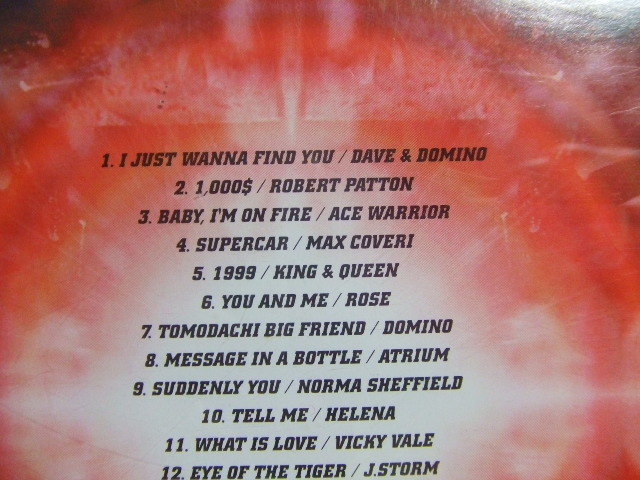 1. I JUST WANNA FIND YOU / DAVE & DOMINO
2. 1,000$ / ROBERT PATTON
3. BABY, I'M ON FIRE / ACE WARRIOR
4. SUPERCAR / MAX COVERI
5. 1999 / KING & QUEEN
6. YOU AND ME / ROSE
7. TOMODACHI BIG FRIEND / DOMINO
8. MESSAGE IN A BOTTLE / ATRIUM
9. SUDDENLY YOU / NORMA SHEFFIELD
10. TELL ME / HELENA
11. WHAT IS LOVE / VICKY VALE
12. EYE OF THE TIGER / J.STORM